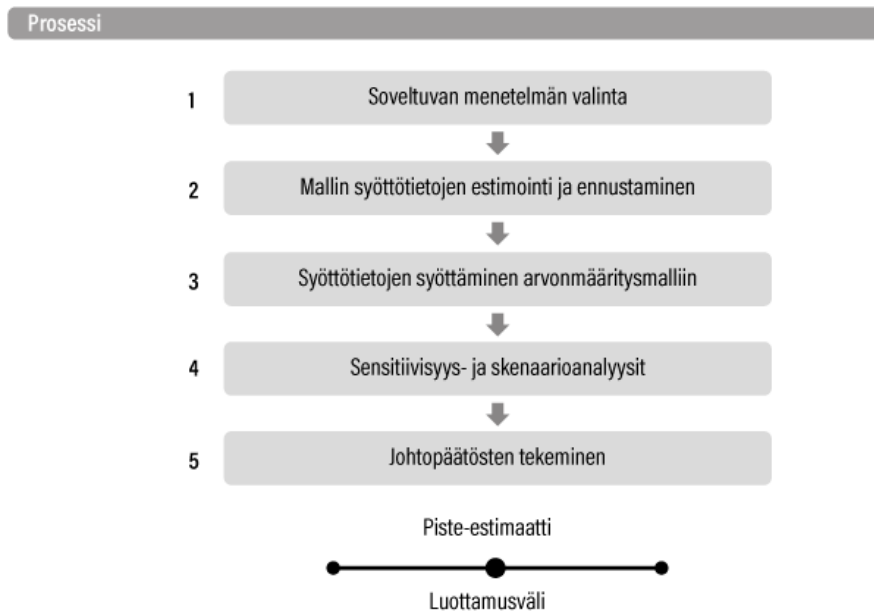 Prosessi
1 Soveltuvan menetelmän valinta
2 Mallin syöttötietojen estimointi ja ennustaminen
3 Syöttötietojen syöttäminen arvonmääritysmalliin
4 Sensitiivisyys- ja skenaarioanalyysit
5 Johtopäätösten tekeminen
Piste-estimaatti
Luottamusväli